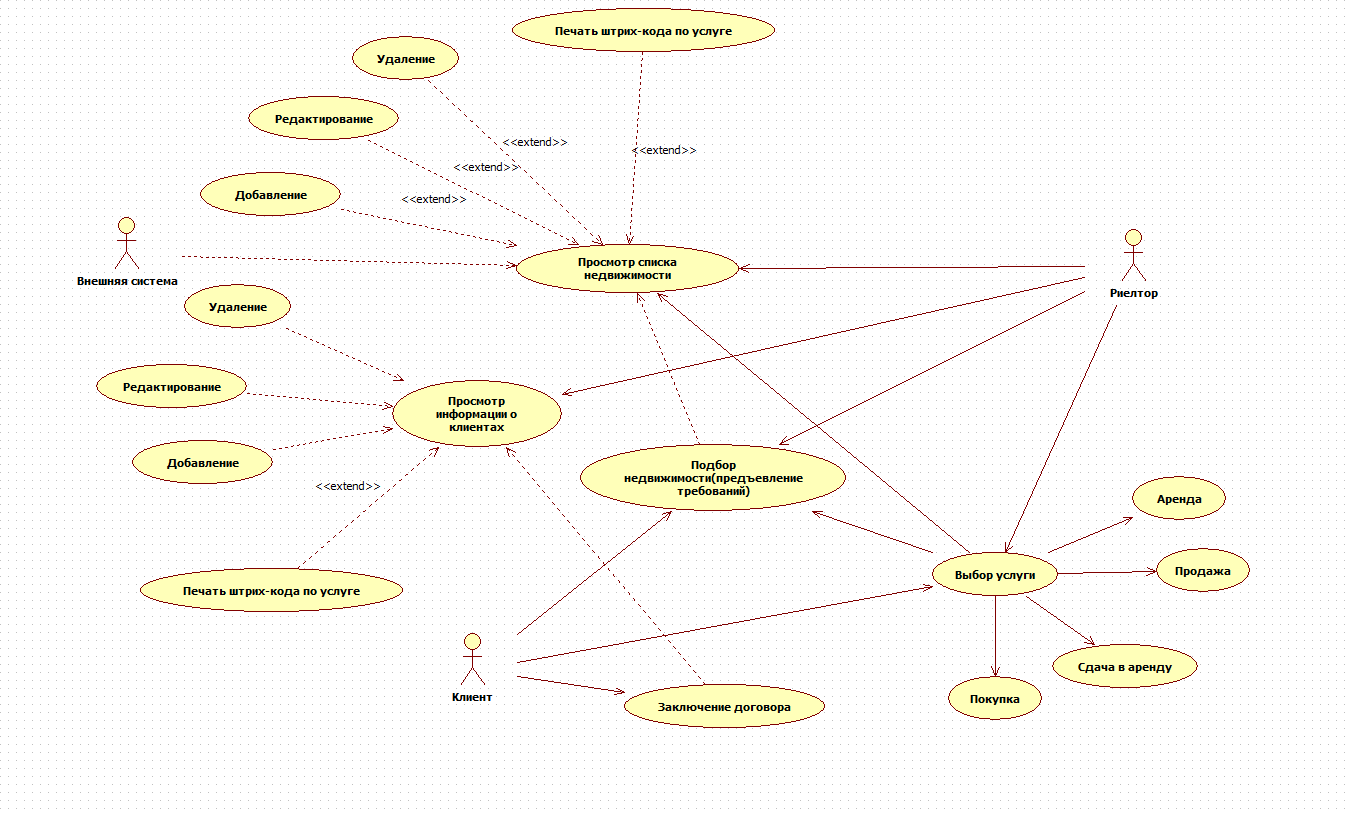 Печать штрих-кода по услуге
Удаление
Редактирование
<<extend>>
<<extend>>
<<extend>>
Добавление
<<extend>>
Внешняя система
Просмотр списка
недвижимости
Риелтор
Удаление
Редактирование
Просмотр
информации о
клиентах
Добавление
<<extend>>
Подбор
недвижимости(предъевление
требований)
Аренда
Выбор услуги
Продажа
Печать штрих-кода по услуге
Сдача в аренду
Клиент
Заключение договора
Покупка